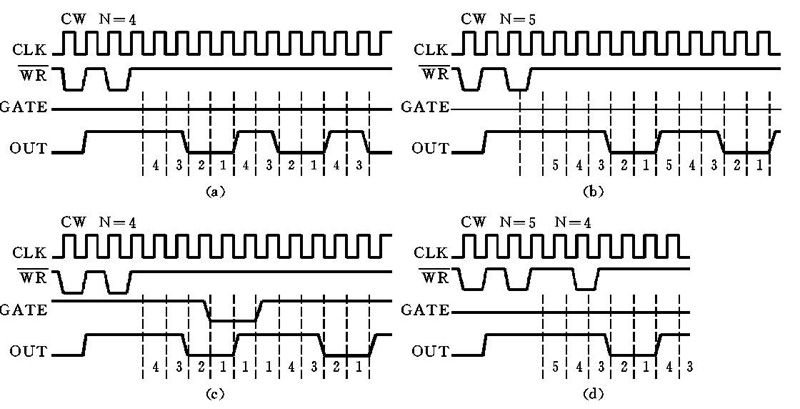 CW N=4
CLK
WR
GATE
OUT
4 3 2 1 4 3 2 1 4 3
(a)
CW N=5
CLK
WR
GATE
OUT
5 4 3 2 1 5 4 3 2 1
(b)
CW N=4
CLK
WR
GATE
OUT
4 3 2 1 1 1 4 3 2 1
(c)
CW N=5 N=4
CLK
WR
GATE
OUT
5 4 3 2 1 4 3
(d)